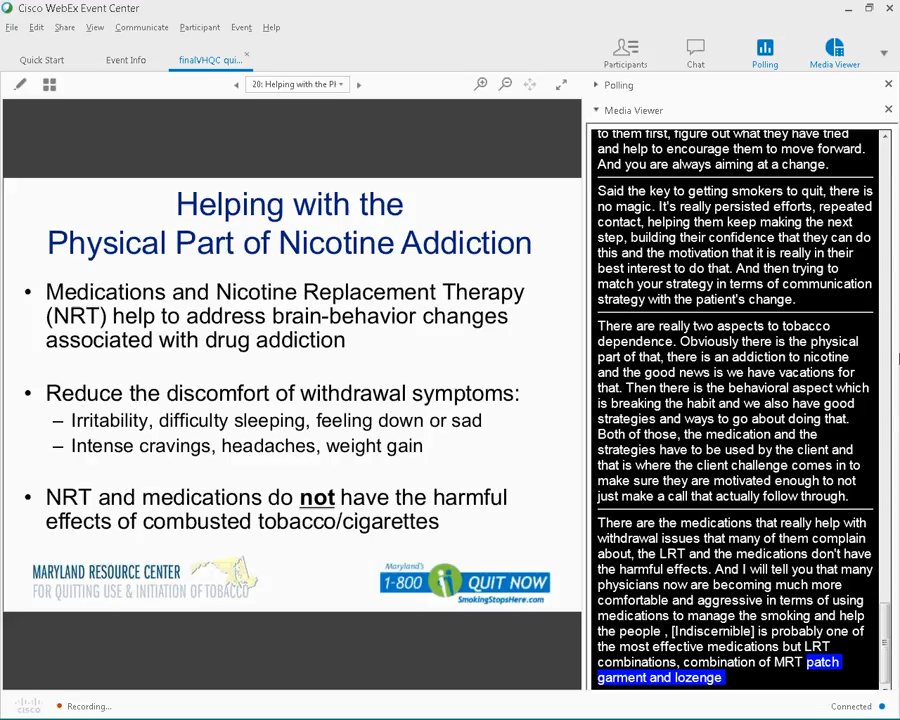 Cisco WebEx Event Center
File Edit Share View Communicate Participant Event Help
Quick Start
Event Info
finalVHQC qui...
Participants
Chat
Polling
Media Viewer
20: Helping with the Pl
Polling
Media Viewer
Helping with the
Physical Part of Nicotine Addiction
• Medications and Nicotine Replacement Therapy
(NRT) help to address brain-behavior changes
associated with drug addiction
• Reduce the discomfort of withdrawal symptoms:
– Irritability, difficulty sleeping, feeling down or sad
– Intense cravings, headaches, weight gain
• NRT and medications do not have the harmful
effects of combusted tobacco/cigarettes
MARYLAND RESOURCE CENTER
FOR QUITTING USE & INITIATION OF TOBACCO
Maryland's
1-800 QUIT NOW
SmokingStopsHere.com
to them first, figure out what they have tried
and help to encourage them to move forward.
And you are always aiming at a change.
Said the key to getting smokers to quit, there is
no magic. It's really persisted efforts, repeated
contact, helping them keep making the next
step, building their confidence that they can do
this and the motivation that it is really in their
best interest to do that. And then trying to
match your strategy in terms of communication
strategy with the patient's change.
There are really two aspects to tobacco
dependence. Obviously there is the physical
part of that, there is an addiction to nicotine
and the good news is we have vacations for
that. Then there is the behavioral aspect which
is breaking the habit and we also have good
strategies and ways to go about doing that.
Both of those, the medication and the
strategies have to be used by the client and
that is where the client challenge comes in to
make sure they are motivated enough to not
just make a call that actually follow through.
There are the medications that really help with
withdrawal issues that many of them complain
about, the LRT and the medications don't have
the harmful effects. And I will tell you that many
physicians now are becoming much more
comfortable and aggressive in terms of using
medications to manage the smoking and help
the people , [Indiscernible] is probably one of
the most effective medications but LRT
combinations, combination of MRT patch
garment and lozenge
cisco
Recording...
Connected